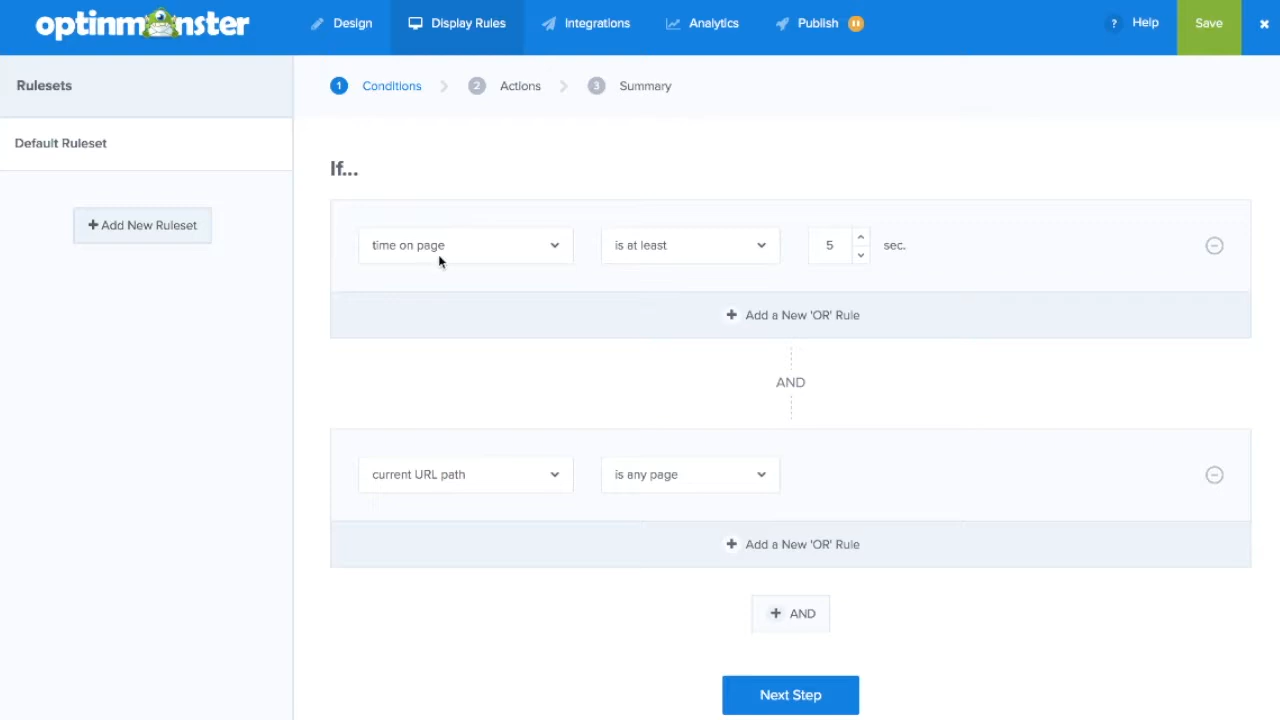 optinmonster
Design
Display Rules
Integrations
Analytics
Publish
? Help
Save
Rulesets
1 Conditions
2 Actions
3 Summary
Default Ruleset
+ Add New Ruleset
If...
time on page
is at least
5
sec.
+ Add a New 'OR' Rule
AND
current URL path
is any page
+ Add a New 'OR' Rule
+ AND
Next Step